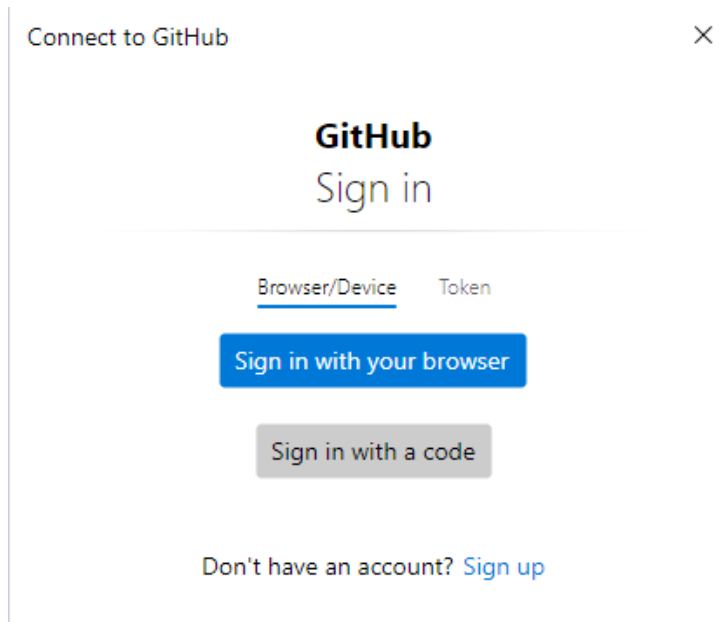 Connect to GitHub
GitHub
Sign in
Browser/Device Token
Sign in with your browser
Sign in with a code
Don't have an account? Sign up